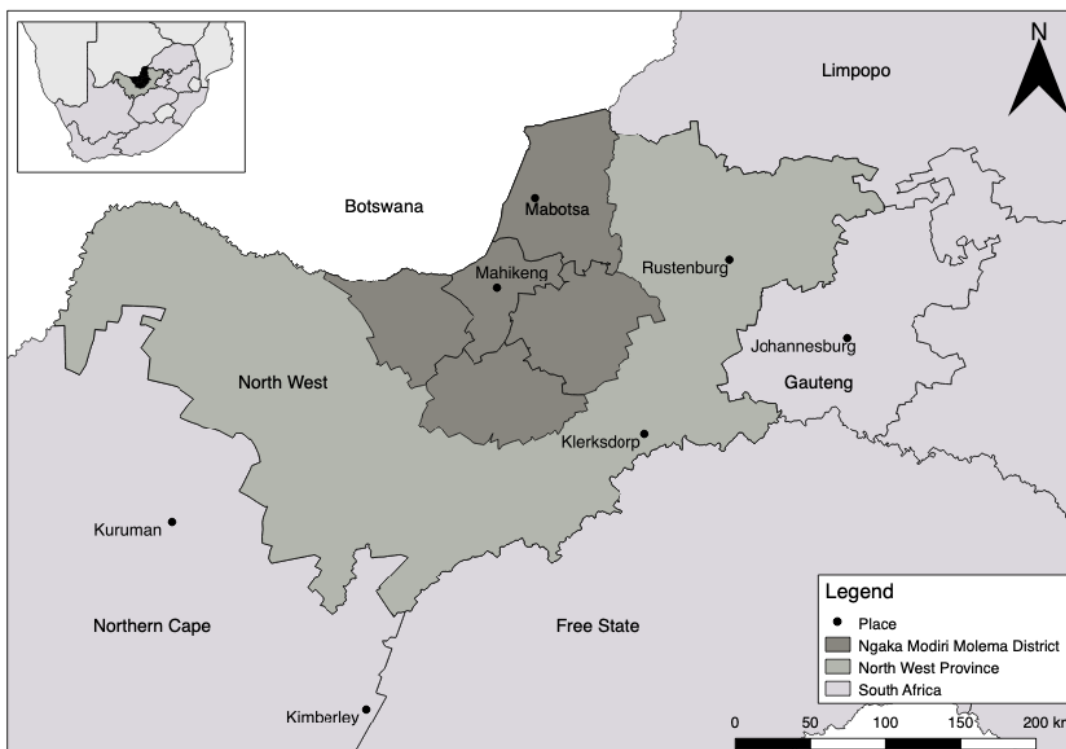 N
Limpopo
Botswana
Mabotsa
Mahikeng
Rustenburg
Johannesburg
Gauteng
North West
Klerksdorp
Kuruman
Northern Cape
Free State
Kimberley
Legend
Place
Ngaka Modiri Molema District
North West Province
South Africa
0 50 100 150 200 km